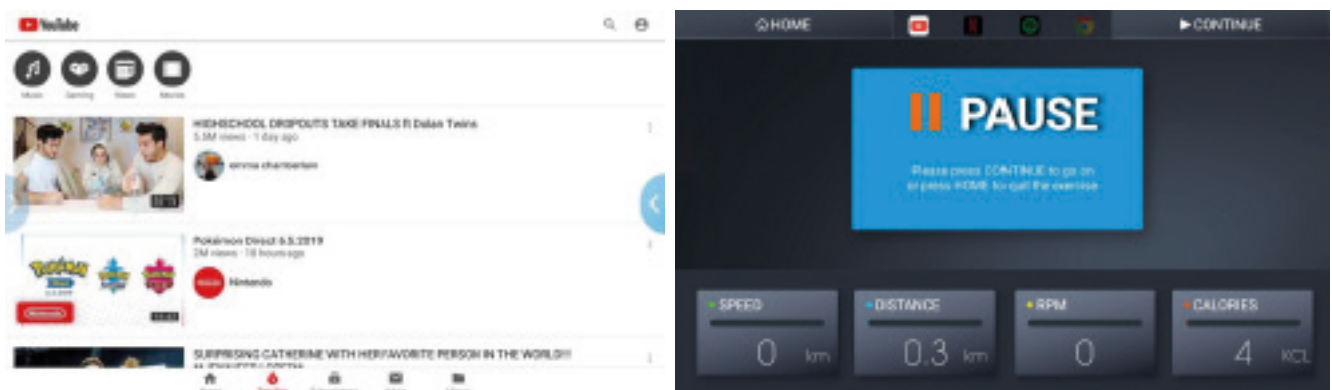 YouTube
Music Gaming News Movies
HIGHSCHOOL DROPOUTS TAKE FINALS ft Dolan Twins
5.5M views · 1 day ago
emma chamberlain
Pokémon Direct 6.5.2019
2M views · 18 hours ago
Nintendo
Pokémon
Direct
Nintendo
SURPRISING CATHERINE WITH HER FAVORITE PERSON IN THE WORLD!!!
HOME
CONTINUE
PAUSE
Please press CONTINUE to go on
or press HOME to quit the exercise
SPEED
0 km
DISTANCE
0.3 km
RPM
0
CALORIES
4 KCL